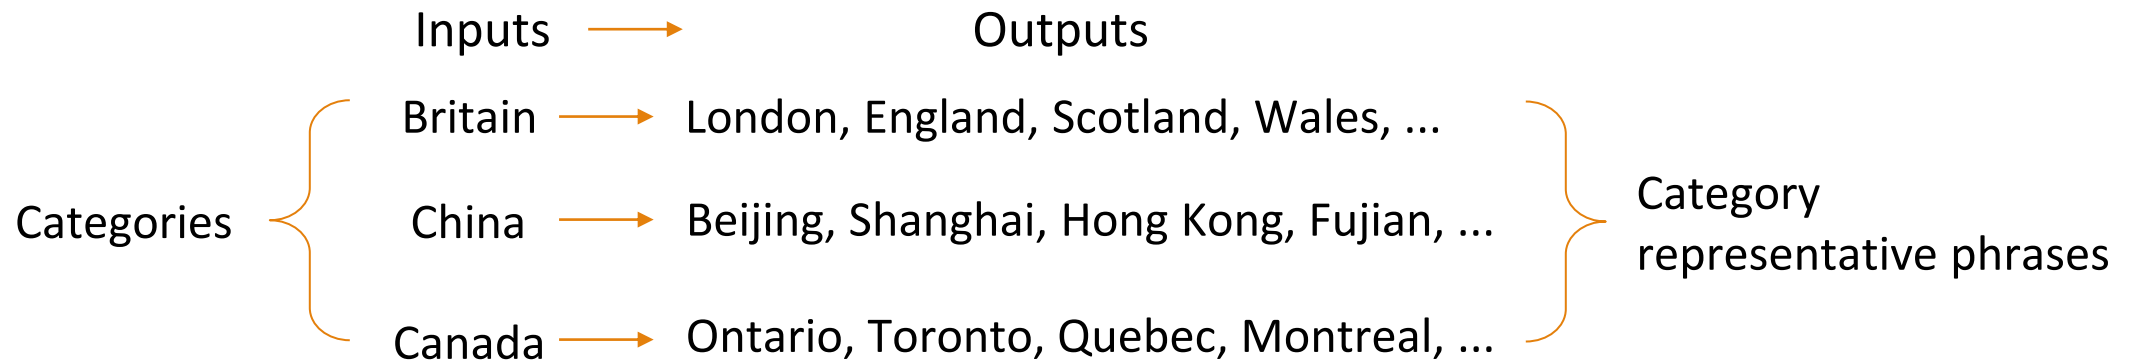 Inputs Outputs
Britain London, England, Scotland, Wales, ...
Categories China Beijing, Shanghai, Hong Kong, Fujian, ...
Canada Ontario, Toronto, Quebec, Montreal, ...
Category
representative phrases